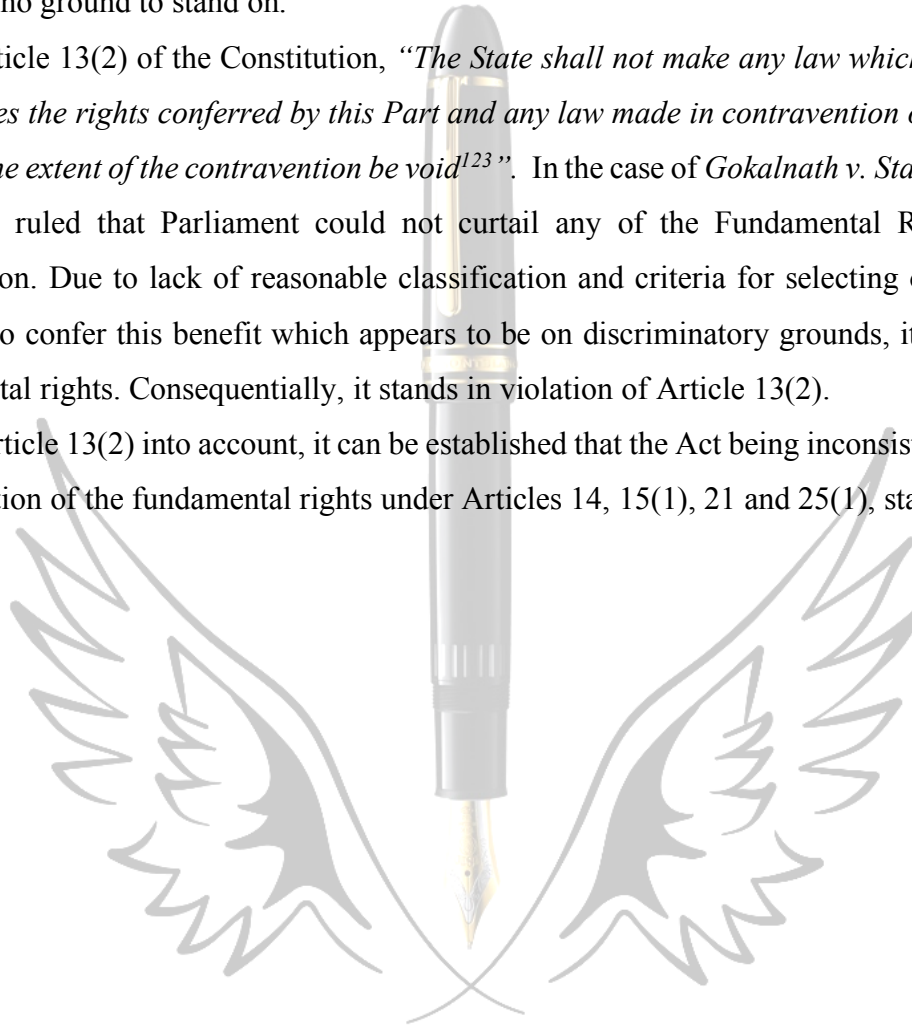 no ground to stand on.
ticle 13(2) of the Constitution, “The State shall not make any law which
es the rights conferred by this Part and any law made in contravention o
he extent of the contravention be void123”. In the case of Gokalnath v. Sta
ruled that Parliament could not curtail any of the Fundamental R
on. Due to lack of reasonable classification and criteria for selecting
o confer this benefit which appears to be on discriminatory grounds, it
tal rights. Consequentially, it stands in violation of Article 13(2).
rticle 13(2) into account, it can be established that the Act being inconsis
tion of the fundamental rights under Articles 14, 15(1), 21 and 25(1), sta